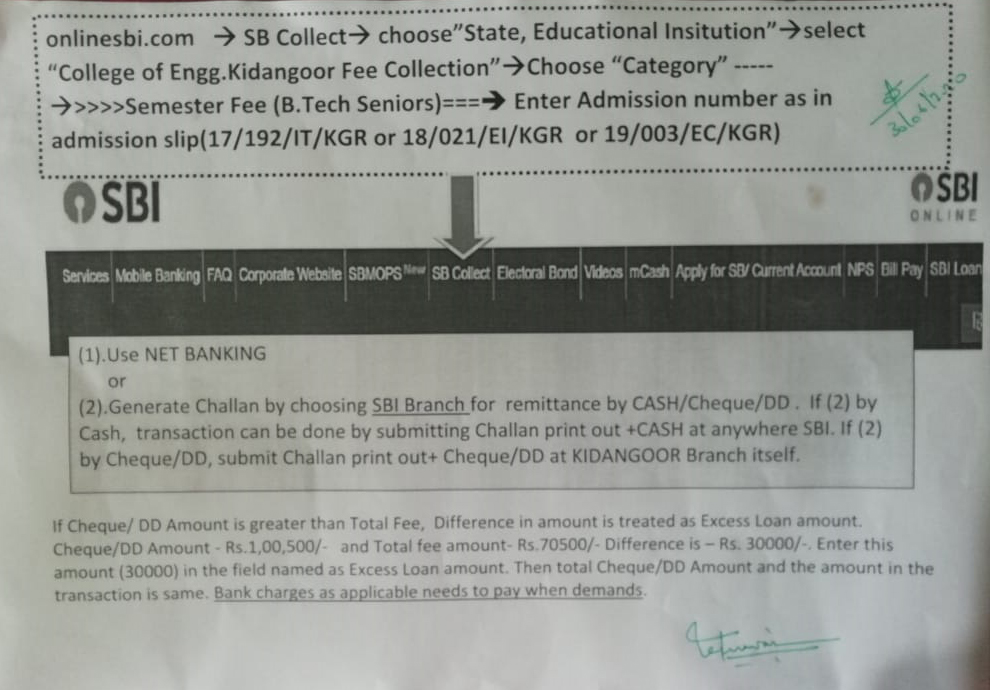 onlinesbi.com → SB Collect→ choose”State, Educational Insitution”→select
“College of Engg.Kidangoor Fee Collection”→Choose “Category” -----
→>>>>Semester Fee (B.Tech Seniors)===➔ Enter Admission number as in
admission slip(17/192/IT/KGR or 18/021/EI/KGR or 19/003/EC/KGR)
SBI
SBI
ONLINE
Services Mobile Banking FAQ Corporate Website SBMOPS New SB Collect Electoral Bond Videos mCash Apply for SB/ Current Account NPS Bill Pay SBI Loan
(1).Use NET BANKING
or
(2).Generate Challan by choosing SBI Branch for remittance by CASH/Cheque/DD . If (2) by
Cash, transaction can be done by submitting Challan print out +CASH at anywhere SBI. If (2)
by Cheque/DD, submit Challan print out+ Cheque/DD at KIDANGOOR Branch itself.
If Cheque/ DD Amount is greater than Total Fee, Difference in amount is treated as Excess Loan amount.
Cheque/DD Amount - Rs.1,00,500/- and Total fee amount- Rs.70500/- Difference is – Rs. 30000/-. Enter this
amount (30000) in the field named as Excess Loan amount. Then total Cheque/DD Amount and the amount in the
transaction is same. Bank charges as applicable needs to pay when demands.